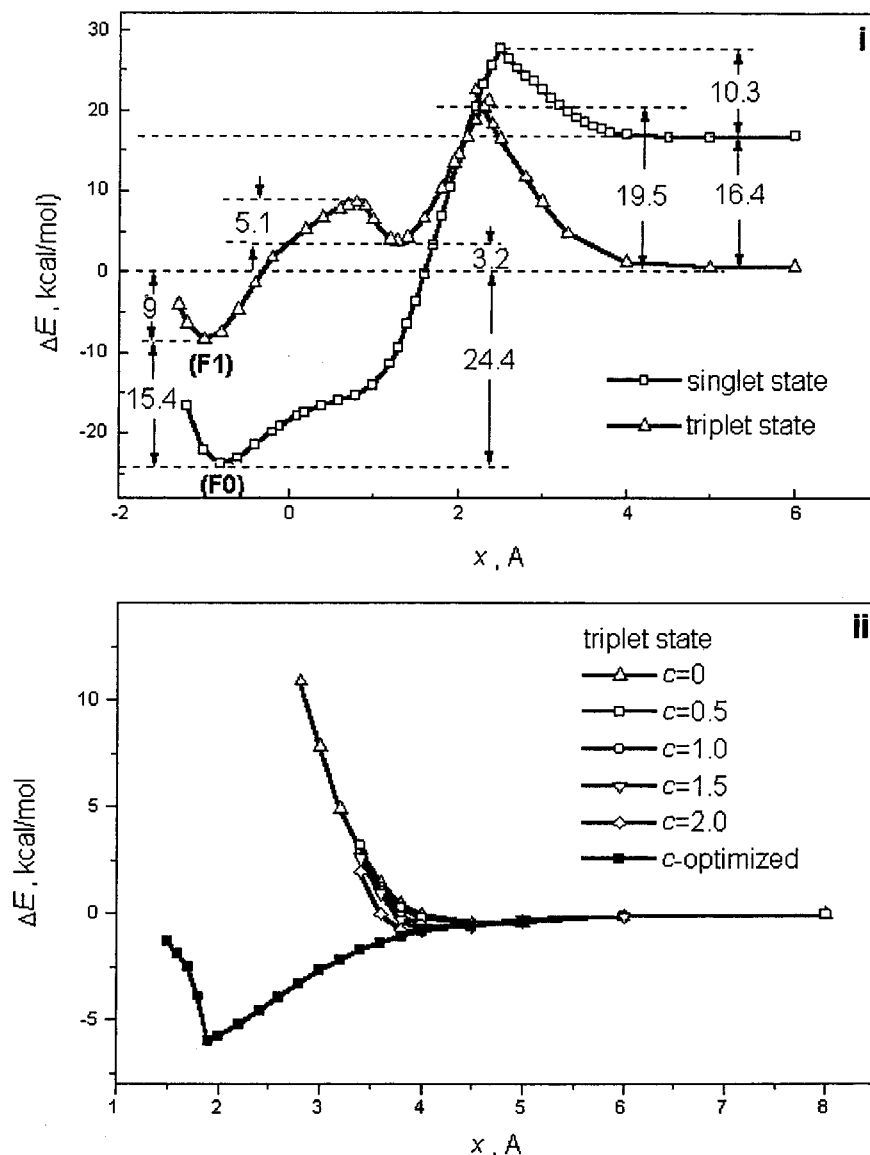 i
30
20
10
0
-10
-20
ΔE, kcal/mol)
10.3
19.5
16.4
5.1
3.2
9
(F1)
15.4
24.4
(F0)
singlet state
triplet state
-2 0 2 4 6
x , A
ii
10
5
0
-5
ΔE, kcal/mol
triplet state
c=0
c=0.5
c=1.0
c=1.5
c=2.0
c-optimized
1 2 3 4 5 6 7 8
x , A